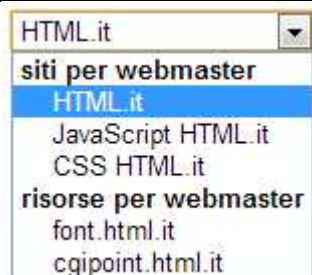 HTML.it
siti per webmaster
HTML.it
JavaScript HTML.it
CSS HTML.it
risorse per webmaster
font.html.it
cgipoint.html.it